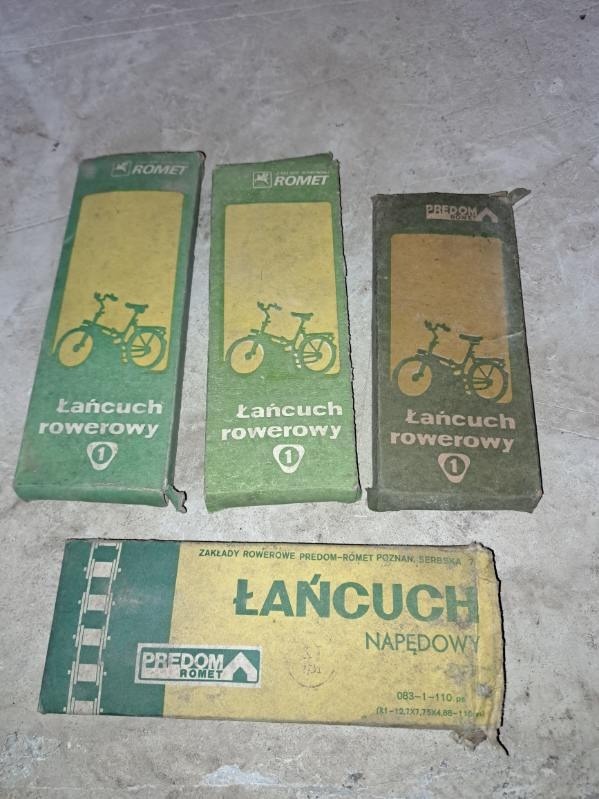 ROMET
Łańcuch
rowerowy
1
ROMET
Łańcuch
rowerowy
1
PREDOM
ROMET
Łańcuch
rowerowy
1
ZAKŁADY ROWEROWE PREDOM-ROMET POZNAŃ, SERBSKA 7
ŁAŃCUCH
NAPĘDOWY
PREDOM
ROMET
083-1-110